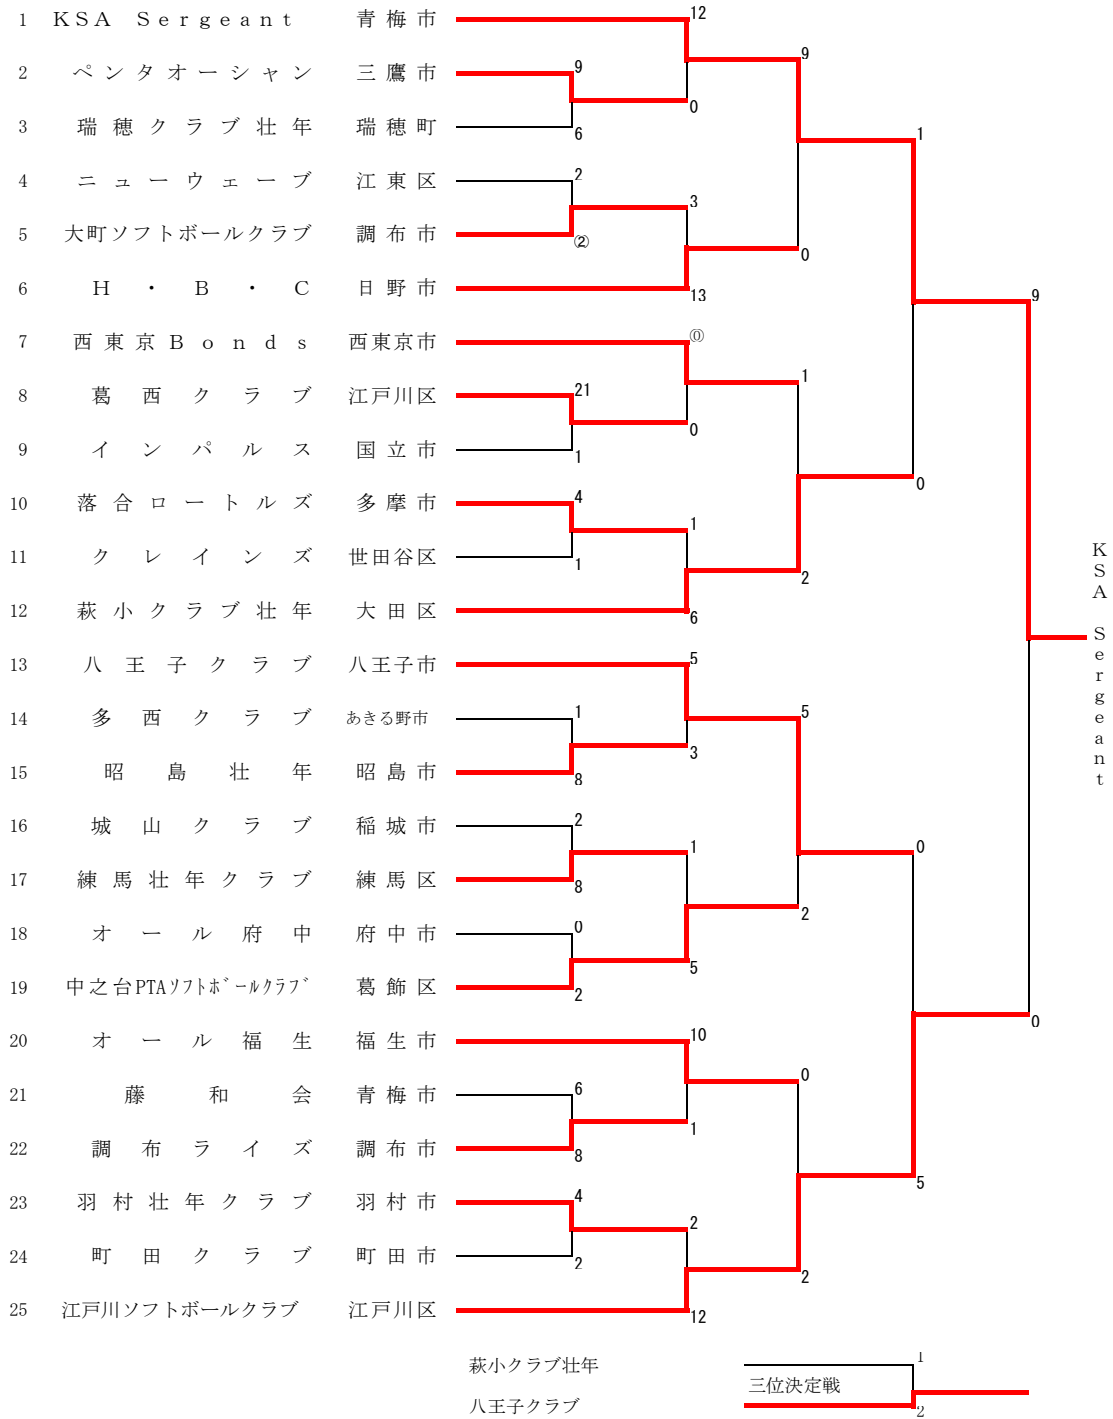 1 KSA Sergeant 青梅市 12
9
2 ペンタオーシャン 三鷹市 9
0
3 瑞穂クラブ壮年 瑞穂町 6
1
4 ニューウェーブ 江東区 2
3
5 大町ソフトボールクラブ 調布市 ②
0
6 H・B・C 日野市 13
9
7 西東京Bonds 西東京市 ⓪
1
8 葛西クラブ 江戸川区 21
0
9 インパルス 国立市 1
0
10 落合ロートルズ 多摩市 4
1
11 クレインズ 世田谷区 1
2
12 萩小クラブ壮年 大田区 6
KSA Sergeant
13 八王子クラブ 八王子市 5
14 多西クラブ あきる野市 1
5
3
15 昭島壮年 昭島市 8
16 城山クラブ 稲城市 2
1
0
17 練馬壮年クラブ 練馬区 8
2
18 オール府中 府中市 0
5
19 中之台PTAソフトボールクラブ 葛飾区 2
0
20 オール福生 福生市 10
0
21 藤和会 青梅市 6
1
22 調布ライズ 調布市 8
5
23 羽村壮年クラブ 羽村市 4
2
24 町田クラブ 町田市 2
2
25 江戸川ソフトボールクラブ 江戸川区 12
萩小クラブ壮年 1
三位決定戦
八王子クラブ 2